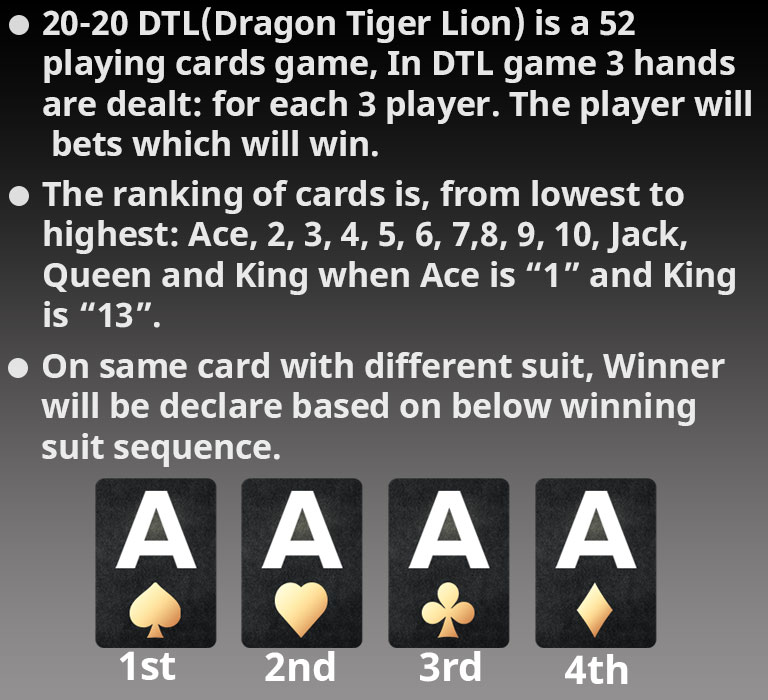 ● 20-20 DTL(Dragon Tiger Lion) is a 52
playing cards game, In DTL game 3 hands
are dealt: for each 3 player. The player will
bets which will win.
● The ranking of cards is, from lowest to
highest: Ace, 2, 3, 4, 5, 6, 7,8, 9, 10, Jack,
Queen and King when Ace is “1” and King
is “13”.
● On same card with different suit, Winner
will be declare based on below winning
suit sequence.
A A A A
1st 2nd 3rd 4th